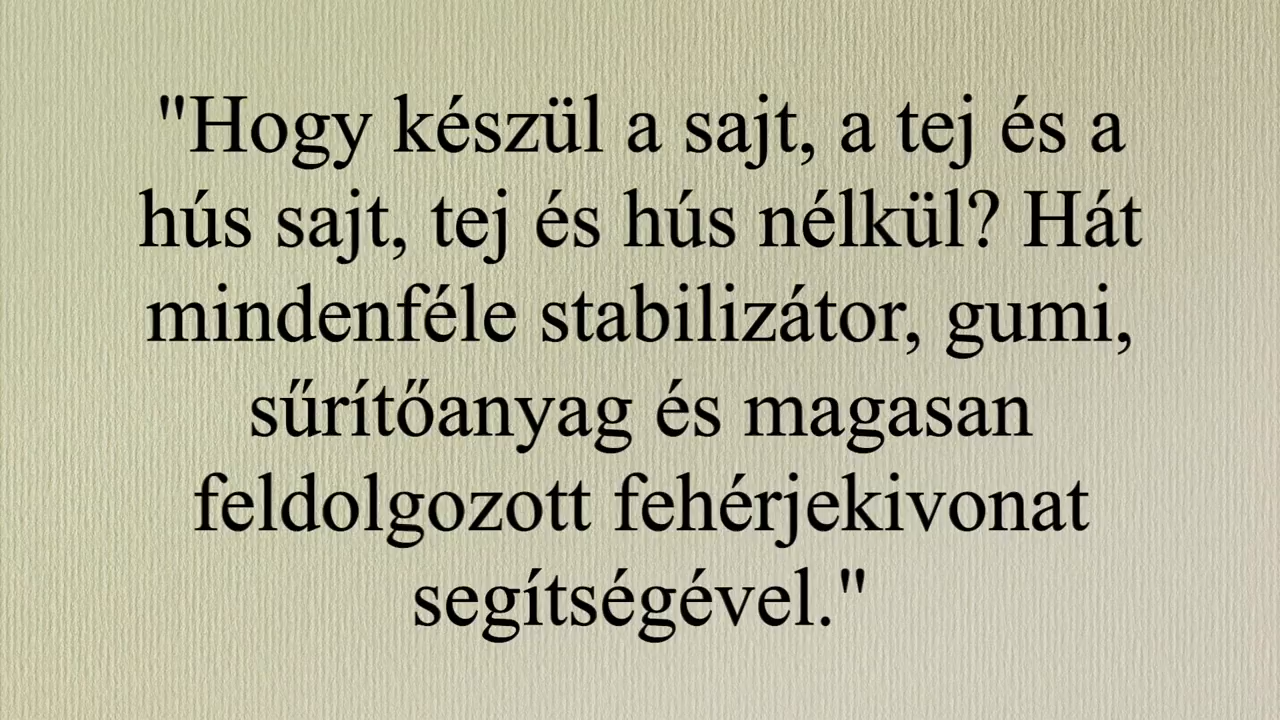 "Hogy készül a sajt, a tej és a
hús sajt, tej és hús nélkül? Hát
mindenféle stabilizátor, gumi,
sűrítőanyag és magasan
feldolgozott fehérjekivonat
segítségével."